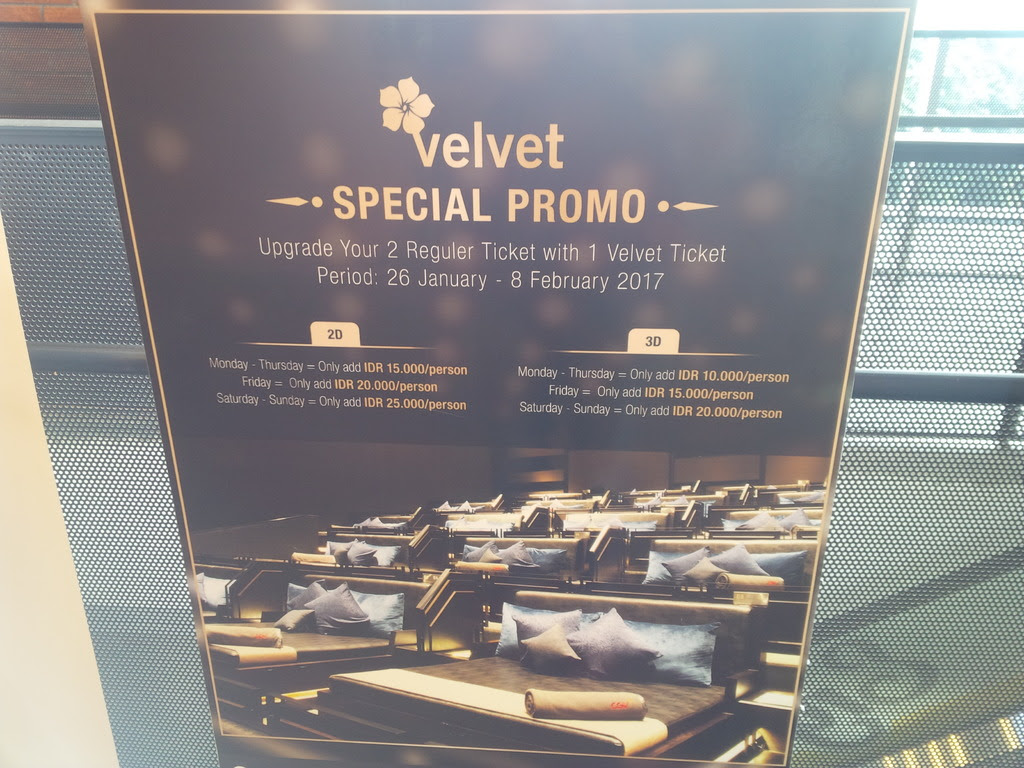 velvet
SPECIAL PROMO
Upgrade Your 2 Reguler Ticket with 1 Velvet Ticket
Period: 26 January - 8 February 2017
2D
Monday - Thursday = Only add IDR 15.000/person
Friday = Only add IDR 20.000/person
Saturday - Sunday = Only add IDR 25.000/person
3D
Monday - Thursday = Only add IDR 10.000/person
Friday = Only add IDR 15.000/person
Saturday - Sunday = Only add IDR 20.000/person